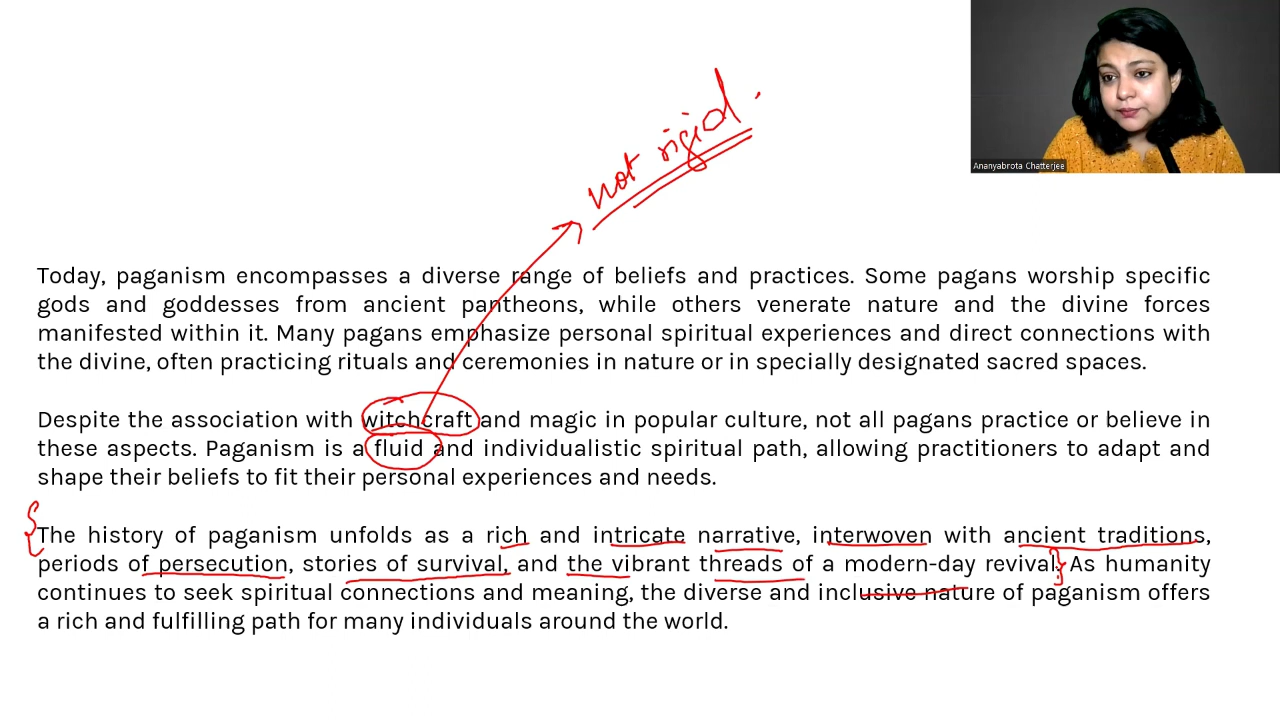 Ananyabrota Chatterjee
not rigid.
Today, paganism encompasses a diverse range of beliefs and practices. Some pagans worship specific
gods and goddesses from ancient pantheons, while others venerate nature and the divine forces
manifested within it. Many pagans emphasize personal spiritual experiences and direct connections with
the divine, often practicing rituals and ceremonies in nature or in specially designated sacred spaces.
Despite the association with witchcraft and magic in popular culture, not all pagans practice or believe in
these aspects. Paganism is a fluid and individualistic spiritual path, allowing practitioners to adapt and
shape their beliefs to fit their personal experiences and needs.
The history of paganism unfolds as a rich and intricate narrative, interwoven with ancient traditions,
periods of persecution, stories of survival, and the vibrant threads of a modern-day revival. As humanity
continues to seek spiritual connections and meaning, the diverse and inclusive nature of paganism offers
a rich and fulfilling path for many individuals around the world.